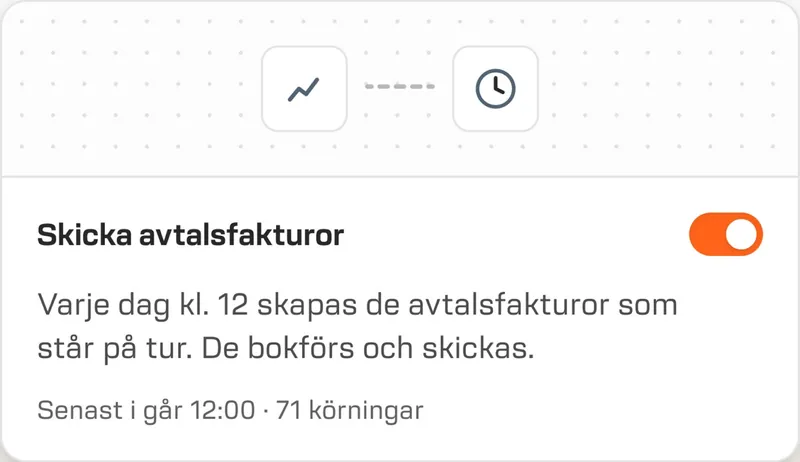 Skicka avtalsfakturor
Varje dag kl. 12 skapas de avtalsfakturor som
står på tur. De bokförs och skickas.
Senast i går 12:00 · 71 körningar